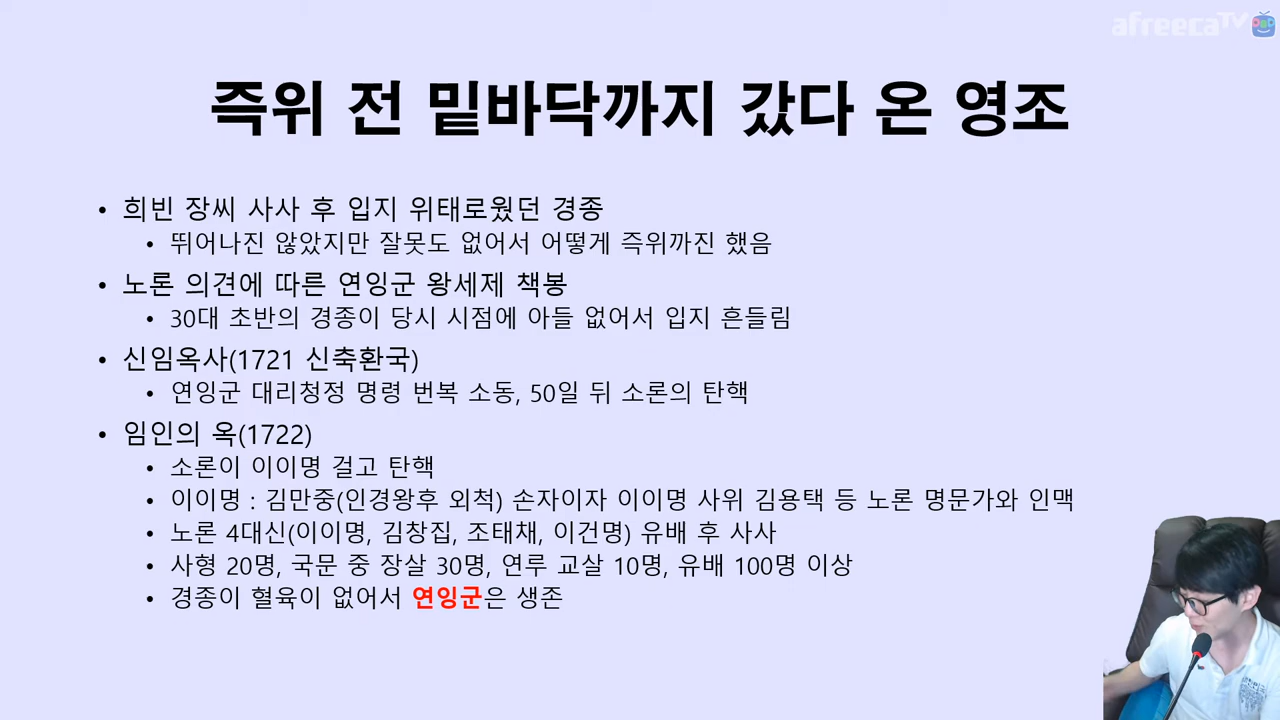 afreecaTV
즉위 전 밑바닥까지 갔다 온 영조
• 희빈 장씨 사사 후 입지 위태로웠던 경종
• 뛰어나진 않았지만 잘못도 없어서 어떻게 즉위까진 했음
• 노론 의견에 따른 연잉군 왕세제 책봉
• 30대 초반의 경종이 당시 시점에 아들 없어서 입지 흔들림
• 신임옥사(1721 신축환국)
• 연잉군 대리청정 명령 번복 소동, 50일 뒤 소론의 탄핵
• 임인의 옥(1722)
• 소론이 이이명 걸고 탄핵
• 이이명 : 김만중(인경왕후 외척) 손자이자 이이명 사위 김용택 등 노론 명문가와 인맥
• 노론 4대신(이이명, 김창집, 조태채, 이건명) 유배 후 사사
• 사형 20명, 국문 중 장살 30명, 연루 교살 10명, 유배 100명 이상
• 경종이 혈육이 없어서 연잉군은 생존